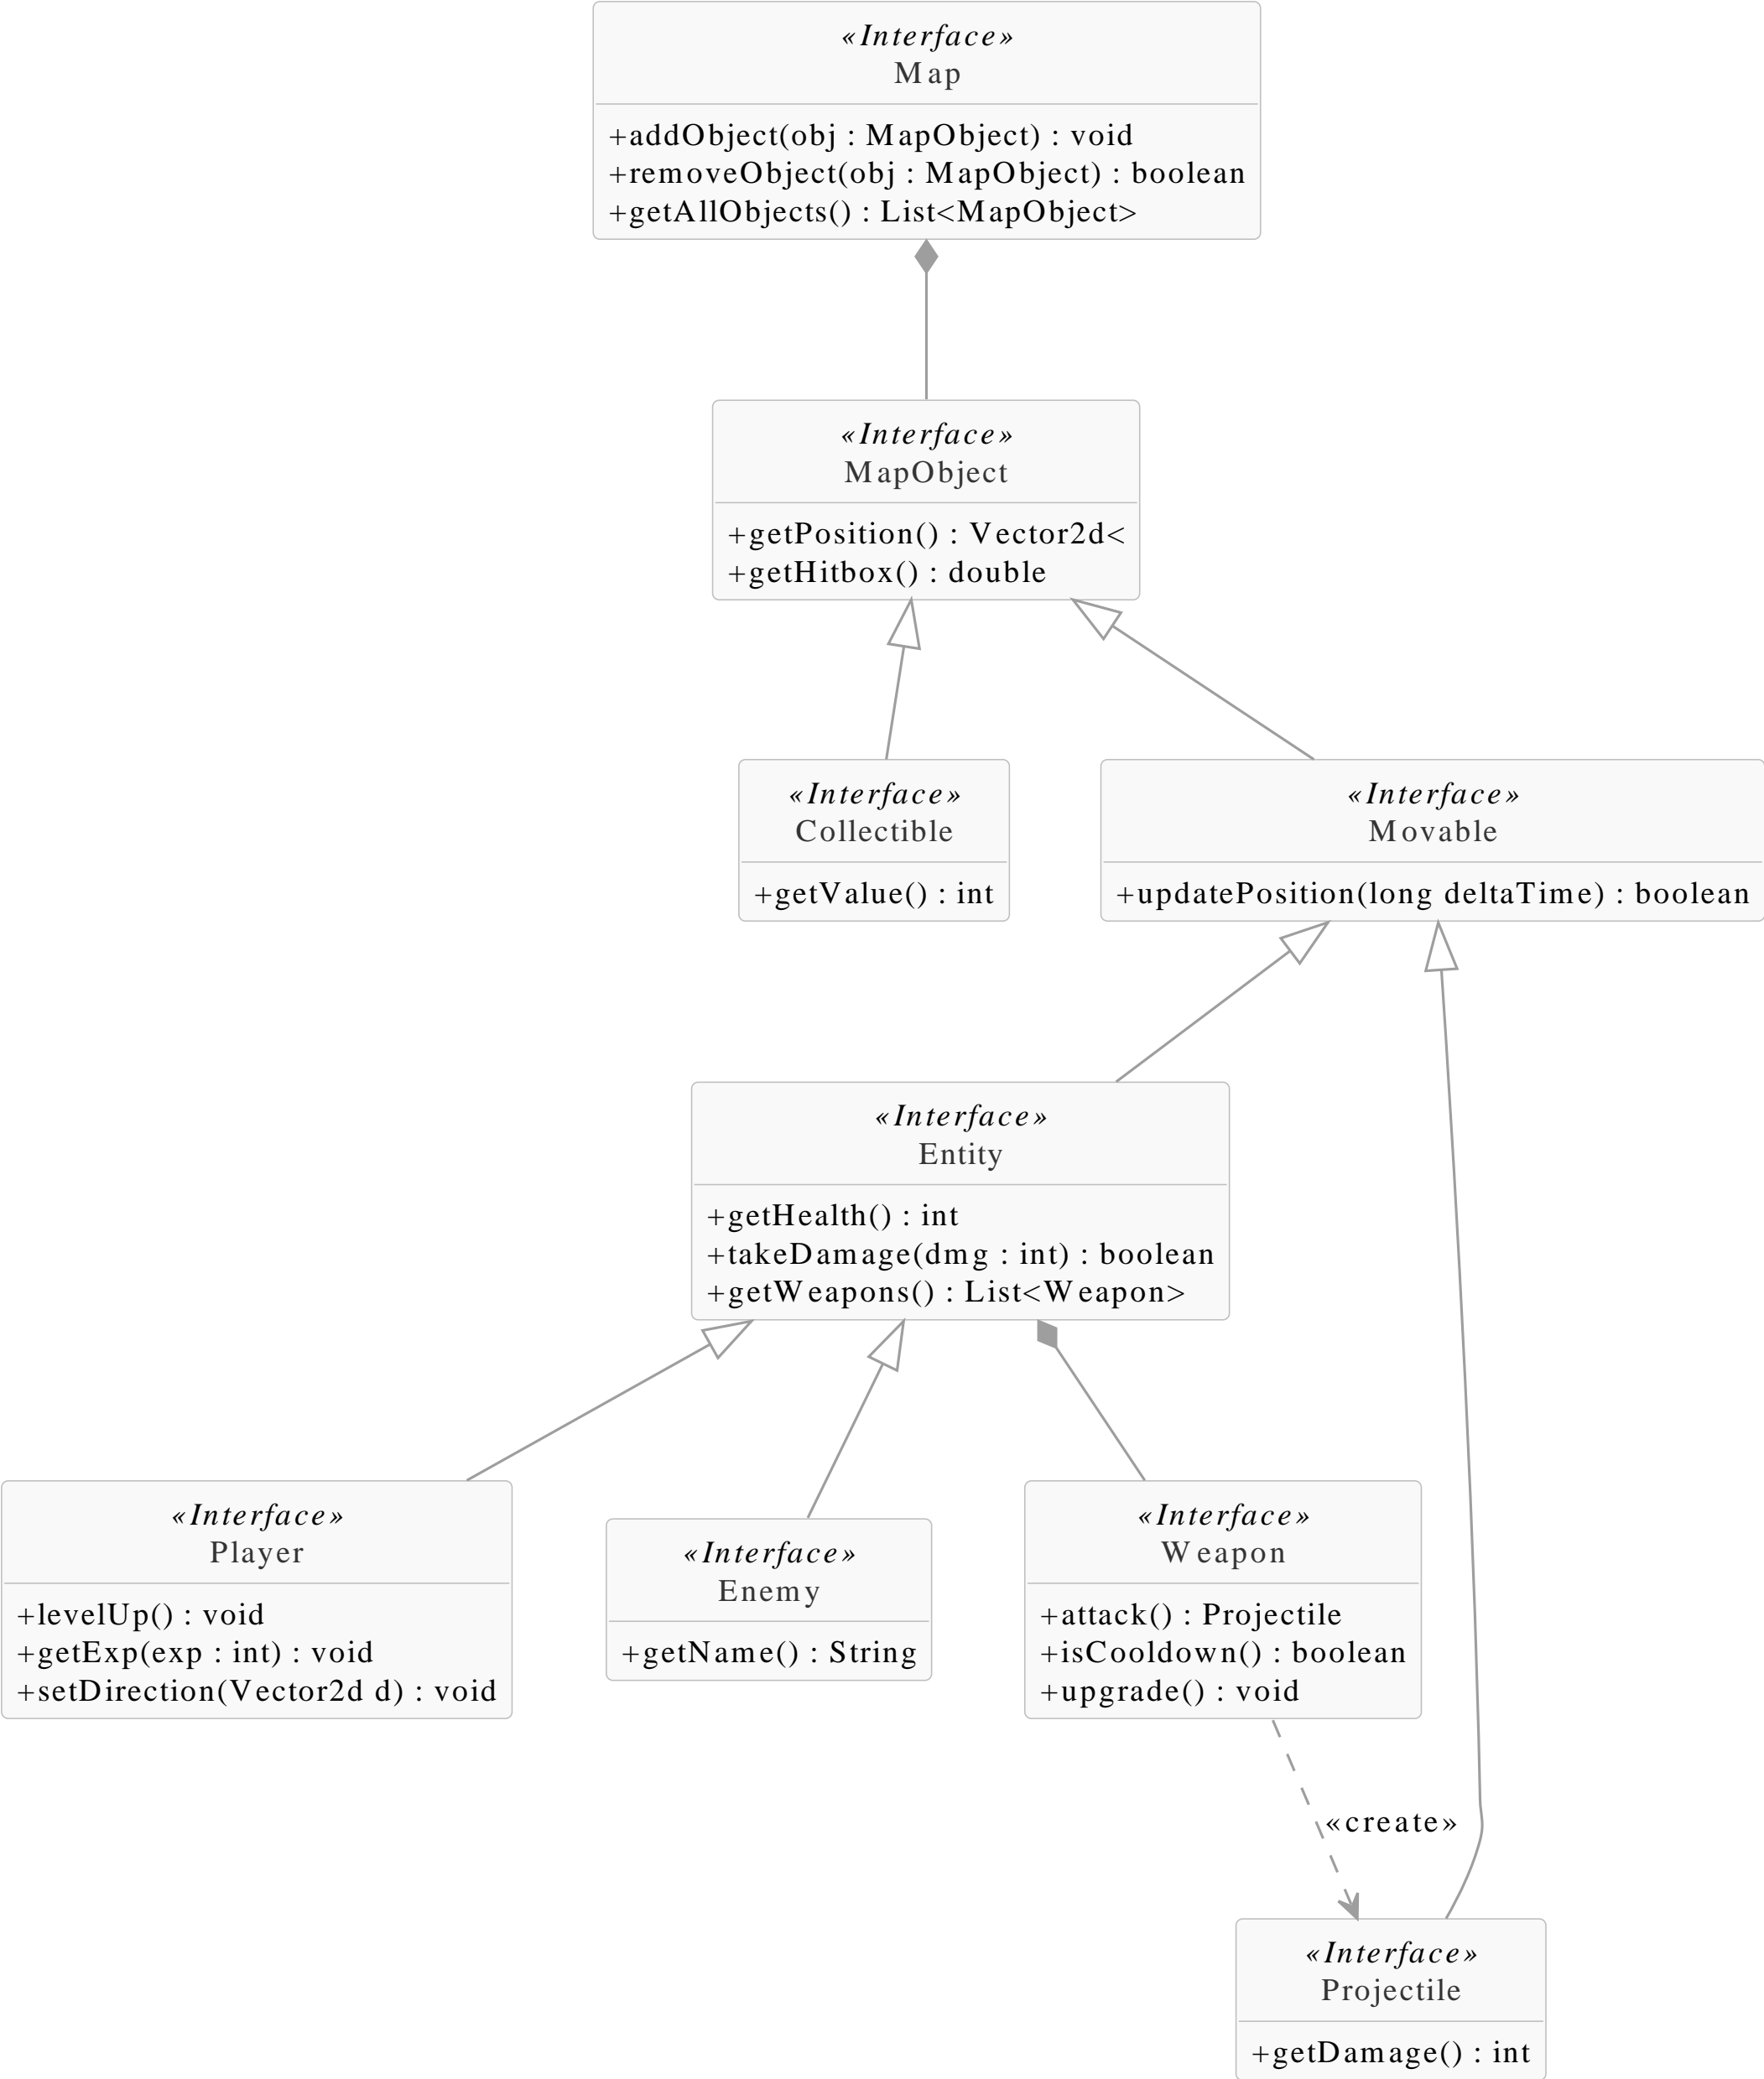 «Interface»
Map
+addObject(obj : MapObject) : void
+removeObject(obj : MapObject) : boolean
+getAllObjects() : List<MapObject>
«Interface»
MapObject
+getPosition() : Vector2d<
+getHitbox() : double
«Interface»
Collectible
+getValue() : int
«Interface»
Movable
+updatePosition(long deltaTime) : boolean
«Interface»
Entity
+getHealth() : int
+takeDamage(dmg : int) : boolean
+getWeapons() : List<Weapon>
«Interface»
Player
+levelUp() : void
+getExp(exp : int) : void
+setDirection(Vector2d d) : void
«Interface»
Enemy
+getName() : String
«Interface»
Weapon
+attack() : Projectile
+isCooldown() : boolean
+upgrade() : void
«create»
«Interface»
Projectile
+getDamage() : int